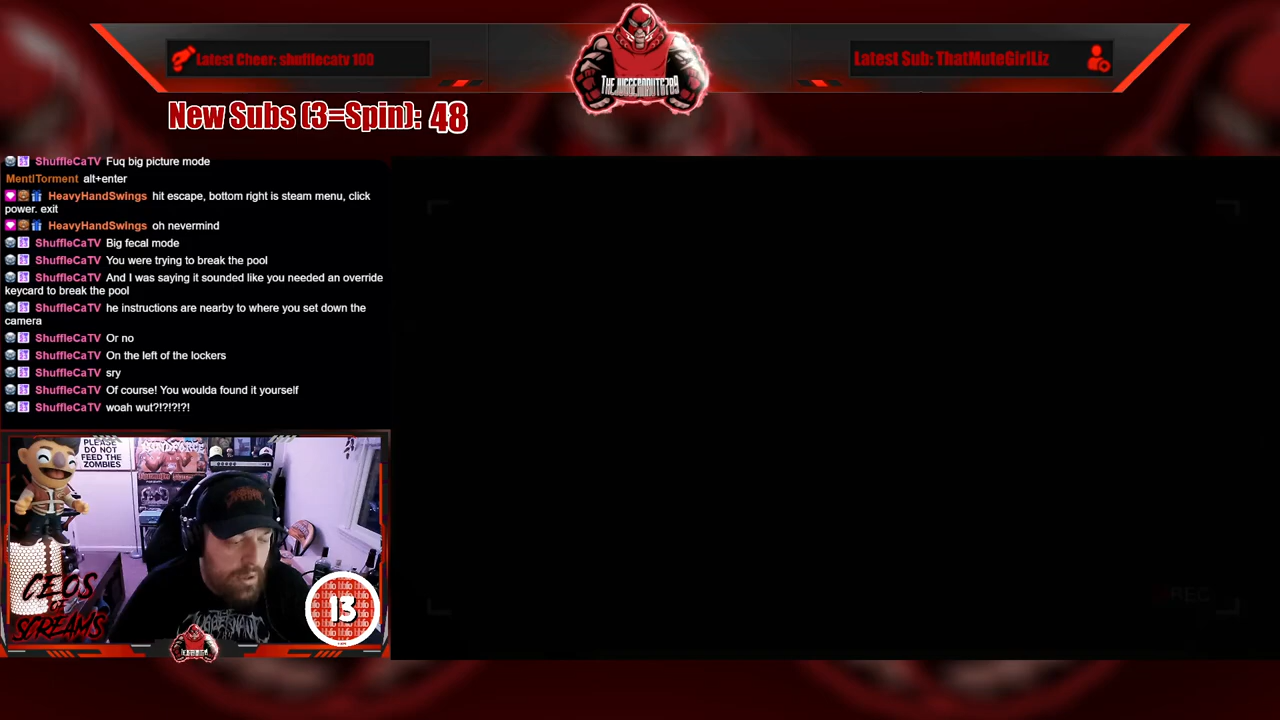 Latest Cheer: shufflecatv 100
THEJUGGERNAUT6789
Latest Sub: ThatMuteGirlLiz
New Subs (3=Spin): 48
ShuffleCaTV Fuq big picture mode
MentlTorment alt+enter
HeavyHandSwings hit escape, bottom right is steam menu, click
power. exit
HeavyHandSwings oh nevermind
ShuffleCaTV Big fecal mode
ShuffleCaTV You were trying to break the pool
ShuffleCaTV And I was saying it sounded like you needed an override
keycard to break the pool
ShuffleCaTV he instructions are nearby to where you set down the
camera
ShuffleCaTV Or no
ShuffleCaTV On the left of the lockers
ShuffleCaTV sry
ShuffleCaTV Of course! You woulda found it yourself
ShuffleCaTV woah wut?!?!?!?!
PLEASE
DO NOT
FEED THE
ZOMBIES
CEOS
OF
SCREAMS
THE
JUGGERNAUT
13
REC